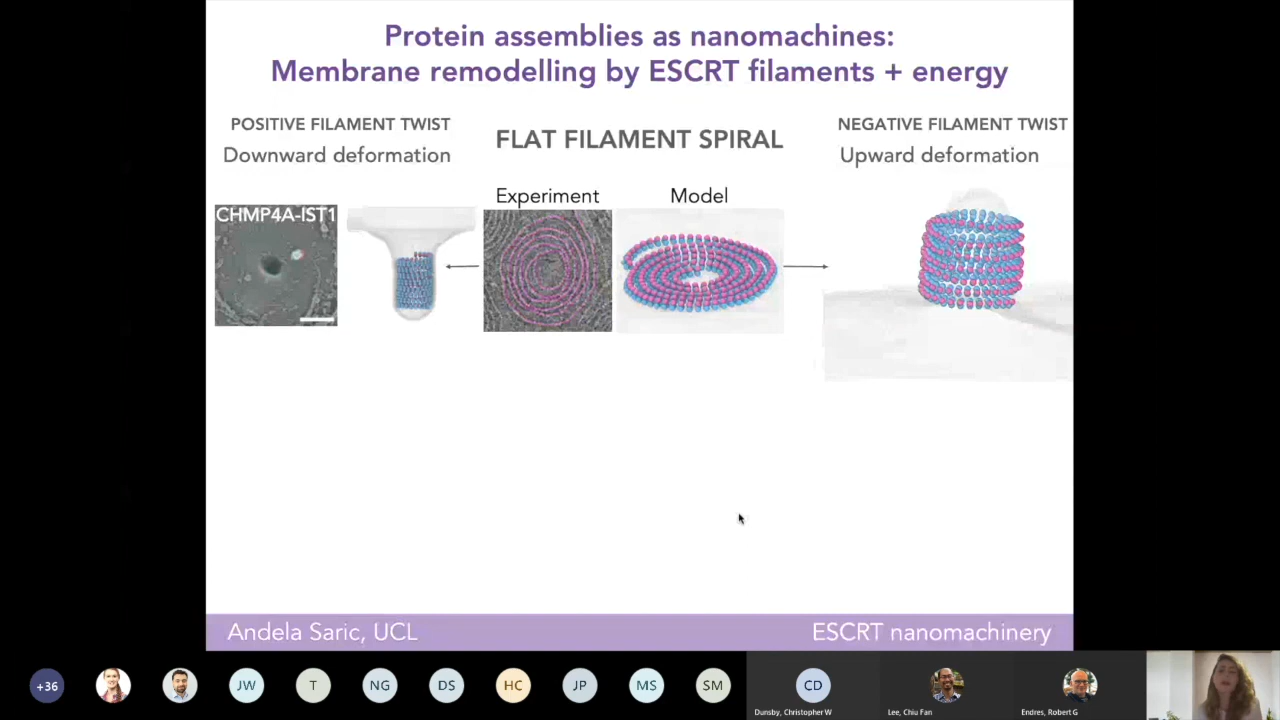 Protein assemblies as nanomachines:
Membrane remodelling by ESCRT filaments + energy
POSITIVE FILAMENT TWIST
Downward deformation
FLAT FILAMENT SPIRAL
NEGATIVE FILAMENT TWIST
Upward deformation
Experiment
Model
CHMP4A-IST1
Andela Saric, UCL
ESCRT nanomachinery
+36
JW
T
NG
DS
HC
JP
MS
SM
CD
Dunsby, Christopher W
Lee, Chiu Fan
Endres, Robert G